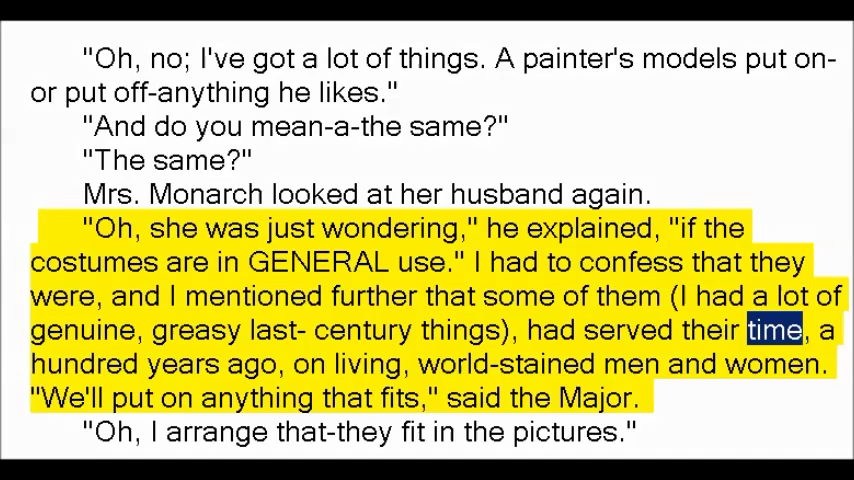 "Oh, no; I've got a lot of things. A painter's models put on-
or put off-anything he likes."
"And do you mean-a-the same?"
"The same?"
Mrs. Monarch looked at her husband again.
"Oh, she was just wondering," he explained, "if the
costumes are in GENERAL use." I had to confess that they
were, and I mentioned further that some of them (I had a lot of
genuine, greasy last- century things), had served their time, a
hundred years ago, on living, world-stained men and women.
"We'll put on anything that fits," said the Major.
"Oh, I arrange that-they fit in the pictures."